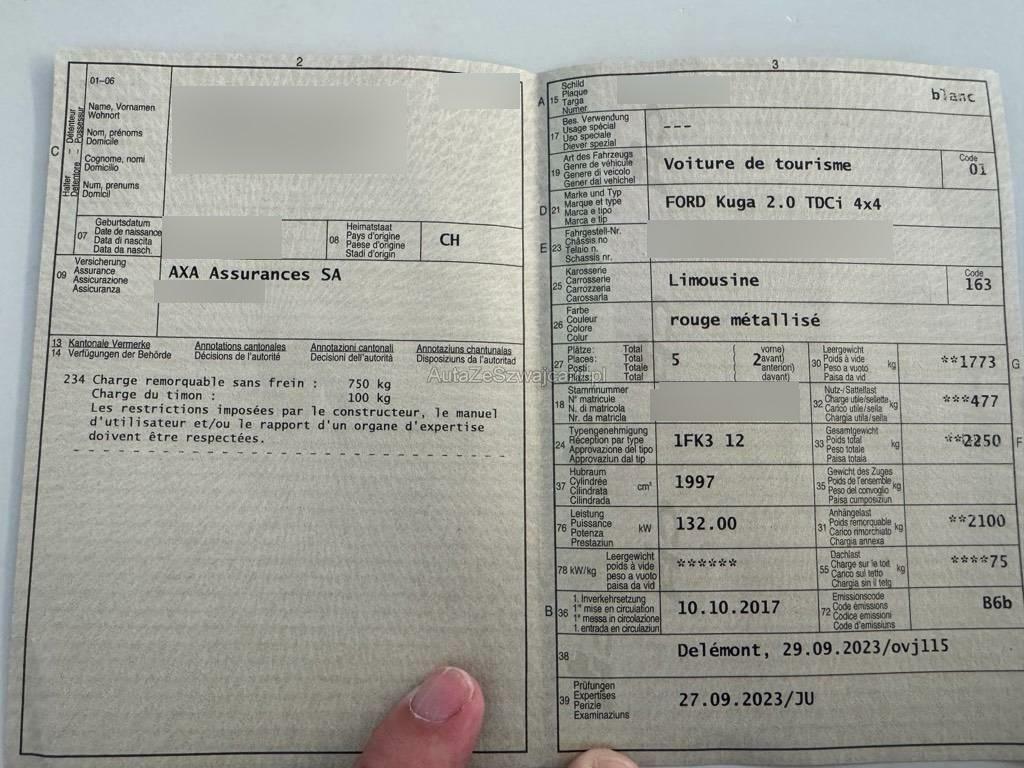 2
01–06
Halter – Détenteur
Detentore – Possessur
C
Name, Vornamen
Wohnort
Nom, prénoms
Domicile
Cognome, nomi
Domicilio
Num, prenums
Domicil
07
Geburtsdatum
Date de naissance
Data di nascita
Data da nasch.
08
Heimatstaat
Pays d'origine
Paese d'origine
Stadi d'origin
CH
09
Versicherung
Assurance
Assicurazione
Assicuranza
AXA Assurances SA
13 Kantonale Vermerke Annotations cantonales Annotazioni cantonali Annotaziuns chantunalas
14 Verfügungen der Behörde Décisions de l'autorité Decisioni dell'autorità Disposiziuns da l'autoritad
234 Charge remorquable sans frein : 750 kg
Charge du timon : 100 kg
Les restrictions imposées par le constructeur, le manuel
d'utilisateur et/ou le rapport d'un organe d'expertise
doivent être respectées.
3
A 15
Schild
Plaque
Targa
Numer
blanc
17
Bes. Verwendung
Usage spécial
Uso speciale
Diever spezial
---
19
Art des Fahrzeugs
Genre de véhicule
Genere di veicolo
Gener dal vehichel
Voiture de tourisme
Code
01
D 21
Marke und Typ
Marque et type
Marca e tipo
Marca e tip
FORD Kuga 2.0 TDCi 4x4
E 23
Fahrgestell-Nr.
Châssis no
Telaio n.
Schassis nr.
25
Karosserie
Carrosserie
Carrozzeria
Carossaria
Limousine
Code
163
26
Farbe
Couleur
Colore
Colur
rouge métallisé
27
Plätze: Total
Places: Total
Posti: Totale
Plazs: Total
5
2
vorne)
avant)
anteriori)
davant)
30
Leergewicht
Poids à vide
Peso a vuoto
Paisa da vid
kg
**1773
G
18
Stammnummer
N° matricule
N. di matricola
Nr. da matricla
32
Nutz-/Sattellast
Charge utile/sellette
Carico utile/sella
Chargia utila/sella
kg
***477
24
Typengenehmigung
Réception par type
Approvazione del tipo
Approvaziun dal tip
1FK3 12
33
Gesamtgewicht
Poids total
Peso totale
Paisa totala
kg
**2250
F
37
Hubraum
Cylindrée
Cilindrata
Cilindrada
cm³
1997
35
Gewicht des Zuges
Poids de l'ensemble
Peso del convoglio
Paisa cumposiziun
kg
76
Leistung
Puissance
Potenza
Prestaziun
kW
132.00
31
Anhängelast
Poids remorquable
Carico rimorchiato
Chargia annexa
kg
**2100
78 kW/kg
Leergewicht
poids à vide
peso a vuoto
paisa da vid
******
55
Dachlast
Charge sur le toit
Carico sul tetto
Chargia sin il tetg
kg
****75
B 36
1. Inverkehrsetzung
1re mise en circulation
1a messa in circolazione
1. entrada en circulaziun
10.10.2017
72
Emissionscode
Code émissions
Codice emissioni
Code d'emissiuns
B6b
38
Delémont, 29.09.2023/ovj115
39
Prüfungen
Expertises
Perizie
Examinaziuns
27.09.2023/JU
AutaZeSzwajcarii.pl